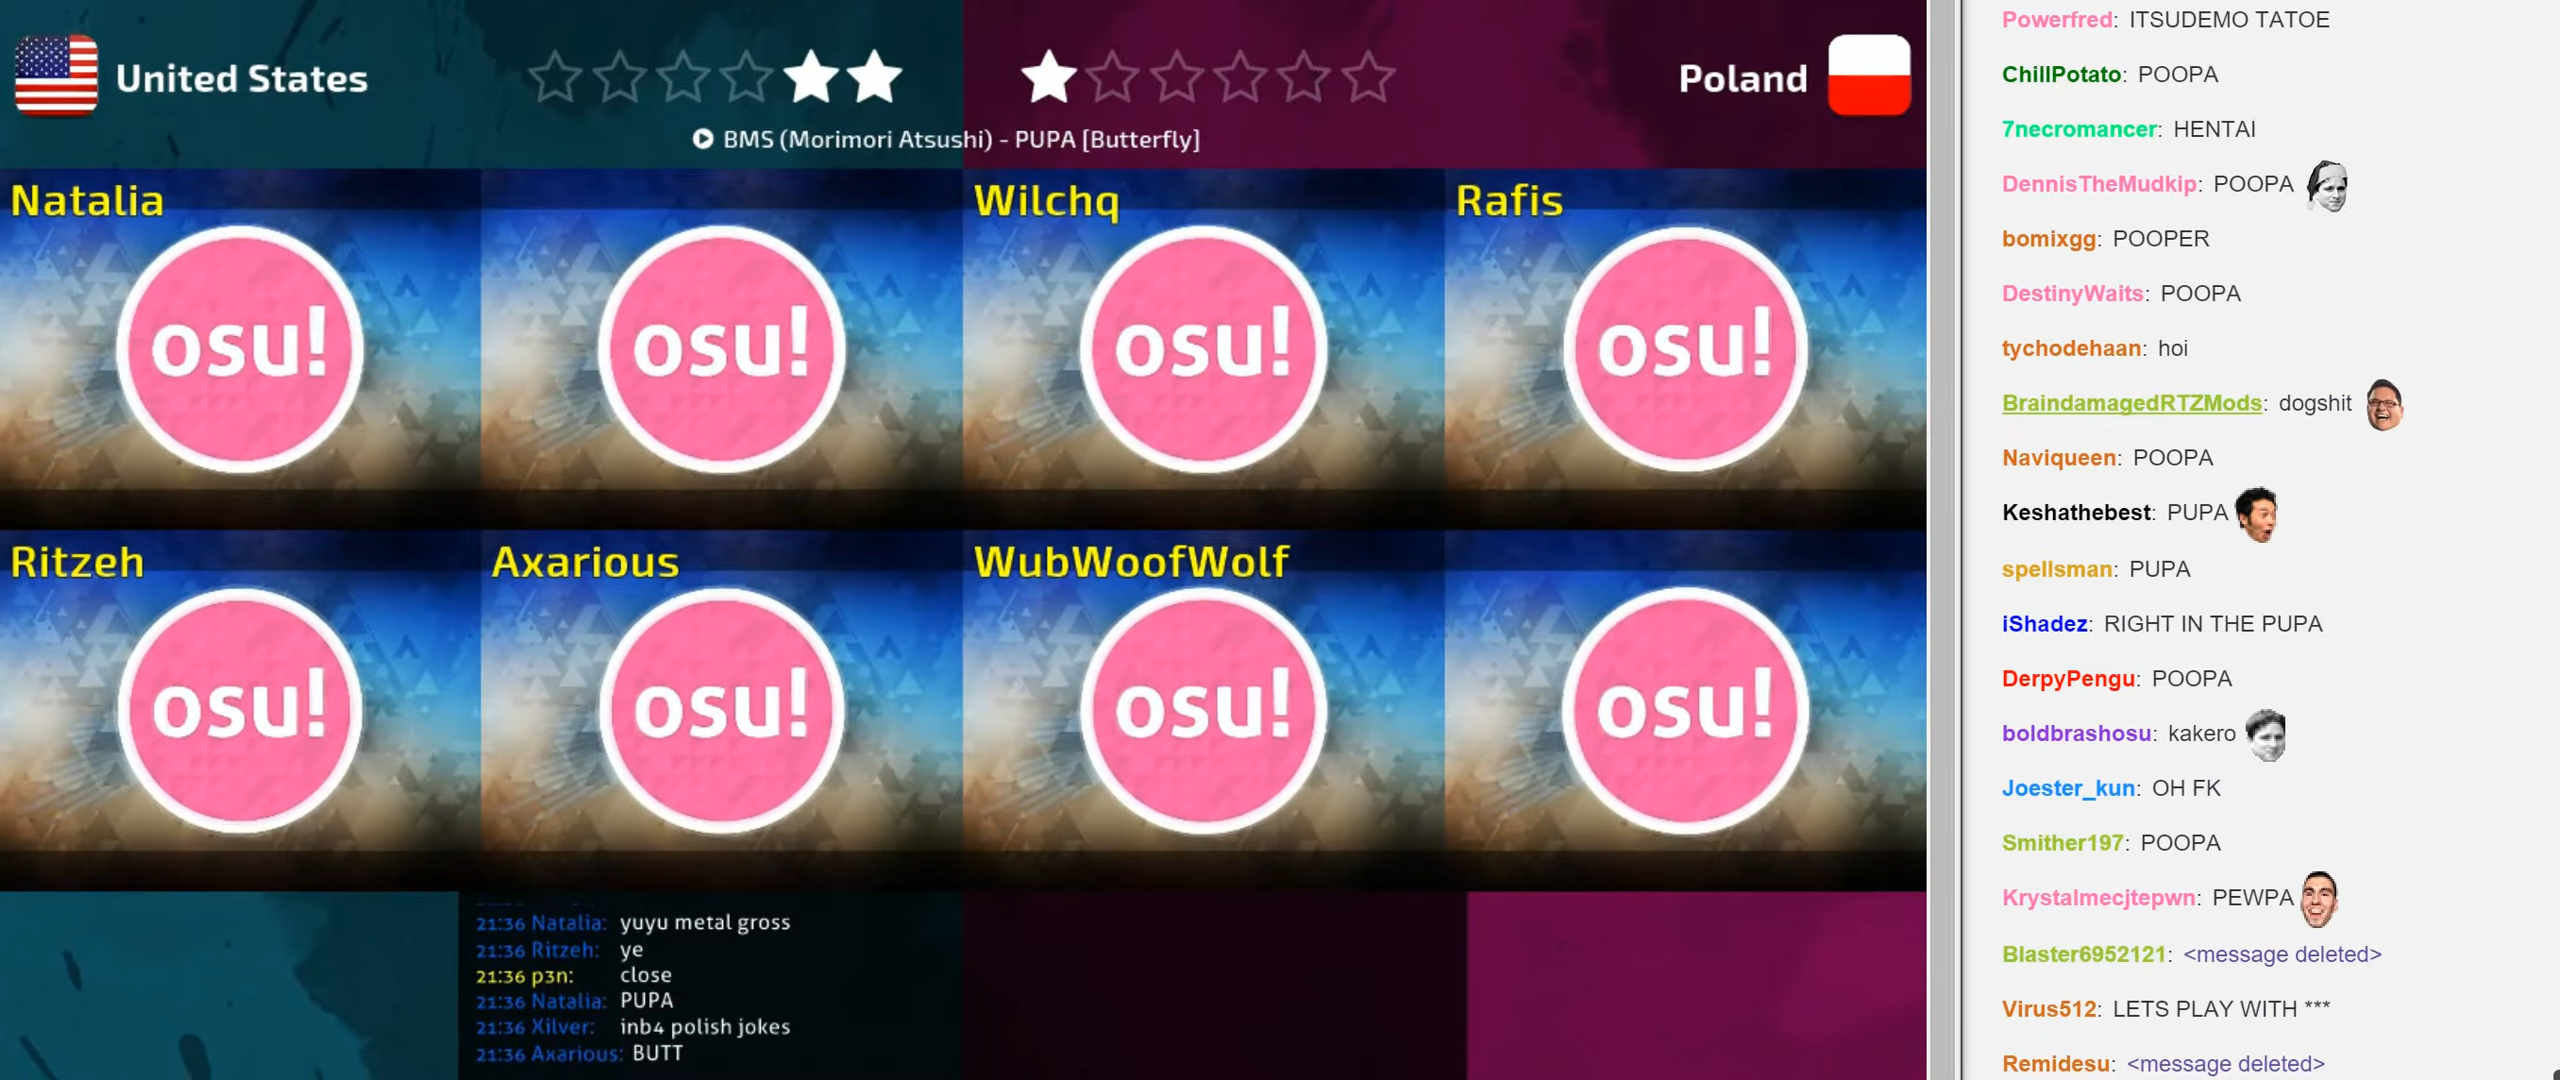 United States
Poland
BMS (Morimori Atsushi) - PUPA [Butterfly]
Natalia
Wilchq
Rafis
osu!
osu!
osu!
osu!
Ritzeh
Axarious
WubWoofWolf
osu!
osu!
osu!
osu!
21:36 Natalia: yuyu metal gross
21:36 Ritzeh: ye
21:36 p3n: close
21:36 Natalia: PUPA
21:36 Xilver: inb4 polish jokes
21:36 Axarious: BUTT
Powerfred: ITSUDEMO TATOE
ChillPotato: POOPA
7necromancer: HENTAI
DennisTheMudkip: POOPA
bomixgg: POOPER
DestinyWaits: POOPA
tychodehaan: hoi
BraindamagedRTZMods: dogshit
Naviqueen: POOPA
Keshathebest: PUPA
spellsman: PUPA
iShadez: RIGHT IN THE PUPA
DerpyPengu: POOPA
boldbrashosu: kakero
Joester_kun: OH FK
Smither197: POOPA
Krystalmecjtepwn: PEWPA
Blaster6952121: <message deleted>
Virus512: LETS PLAY WITH ***
Remidesu: <message deleted>